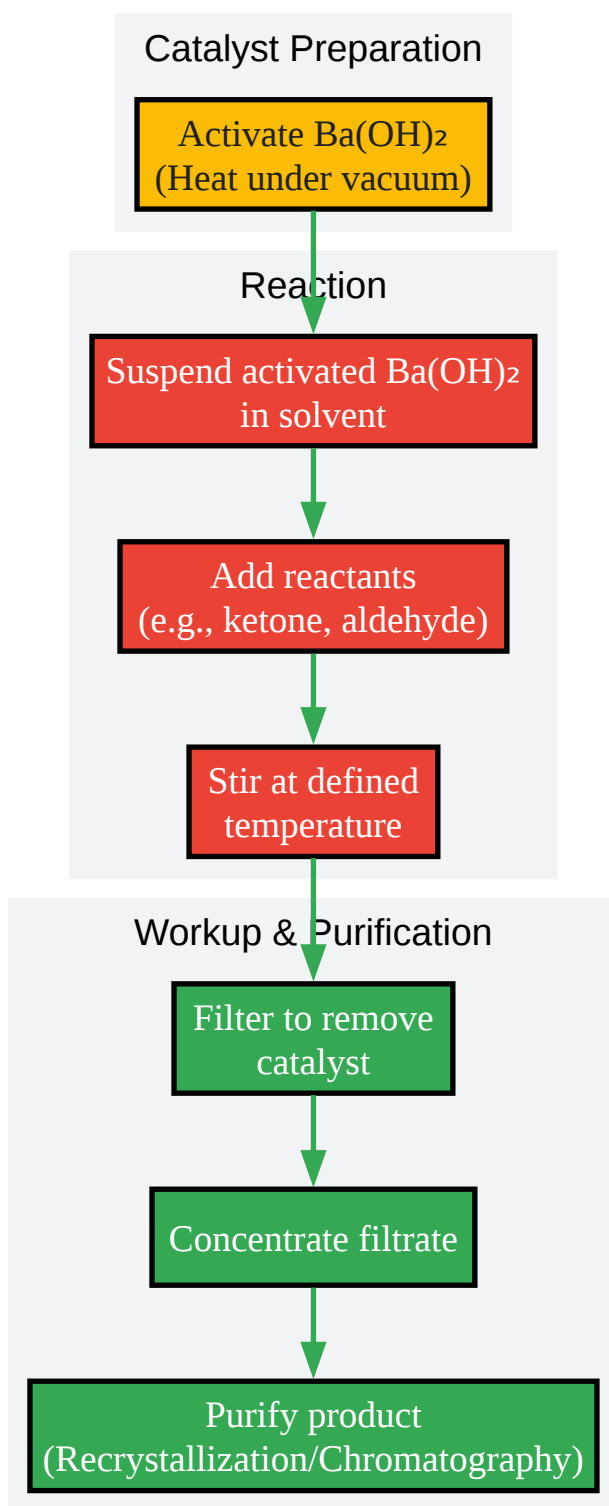 Catalyst Preparation
Activate Ba(OH)₂
(Heat under vacuum)
Reaction
Suspend activated Ba(OH)₂
in solvent
Add reactants
(e.g., ketone, aldehyde)
Stir at defined
temperature
Workup & Purification
Filter to remove
catalyst
Concentrate filtrate
Purify product
(Recrystallization/Chromatography)